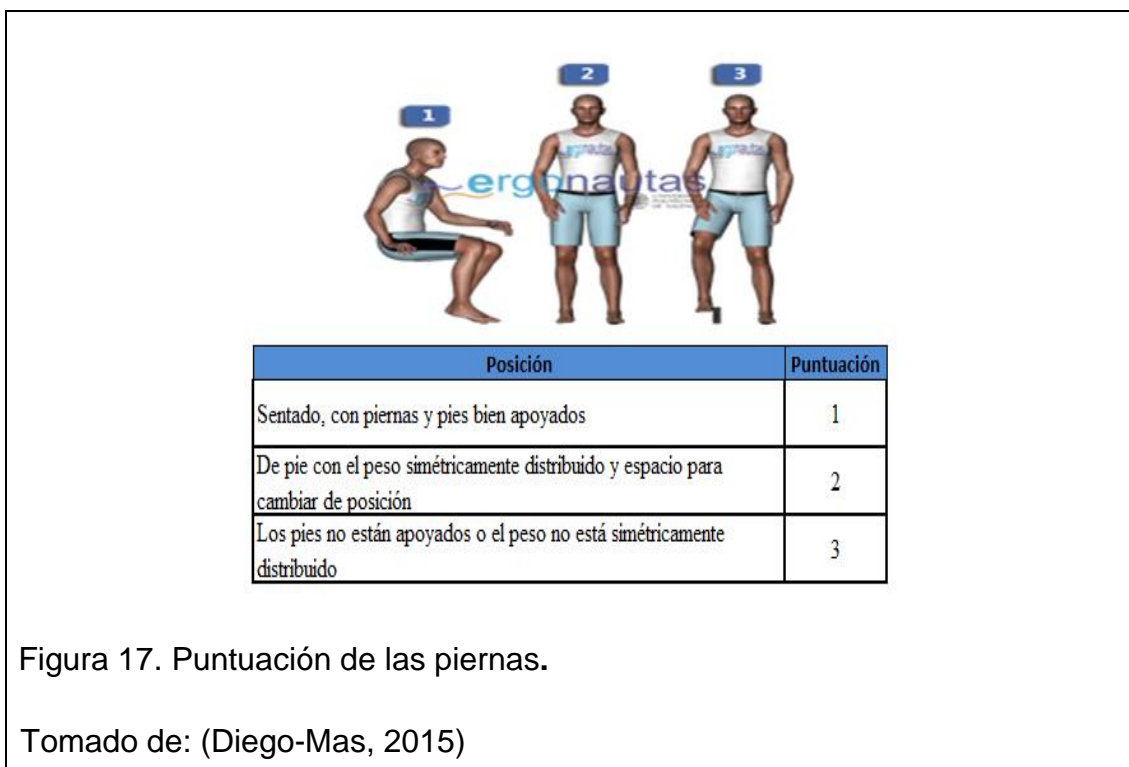 2
3
1
ergonautas
Posición
Puntuación
Sentado, con piernas y pies bien apoyados
1
De pie con el peso simétricamente distribuido y espacio para
cambiar de posición
2
Los pies no están apoyados o el peso no está simétricamente
distribuido
3
Figura 17. Puntuación de las piernas.
Tomado de: (Diego-Mas, 2015)